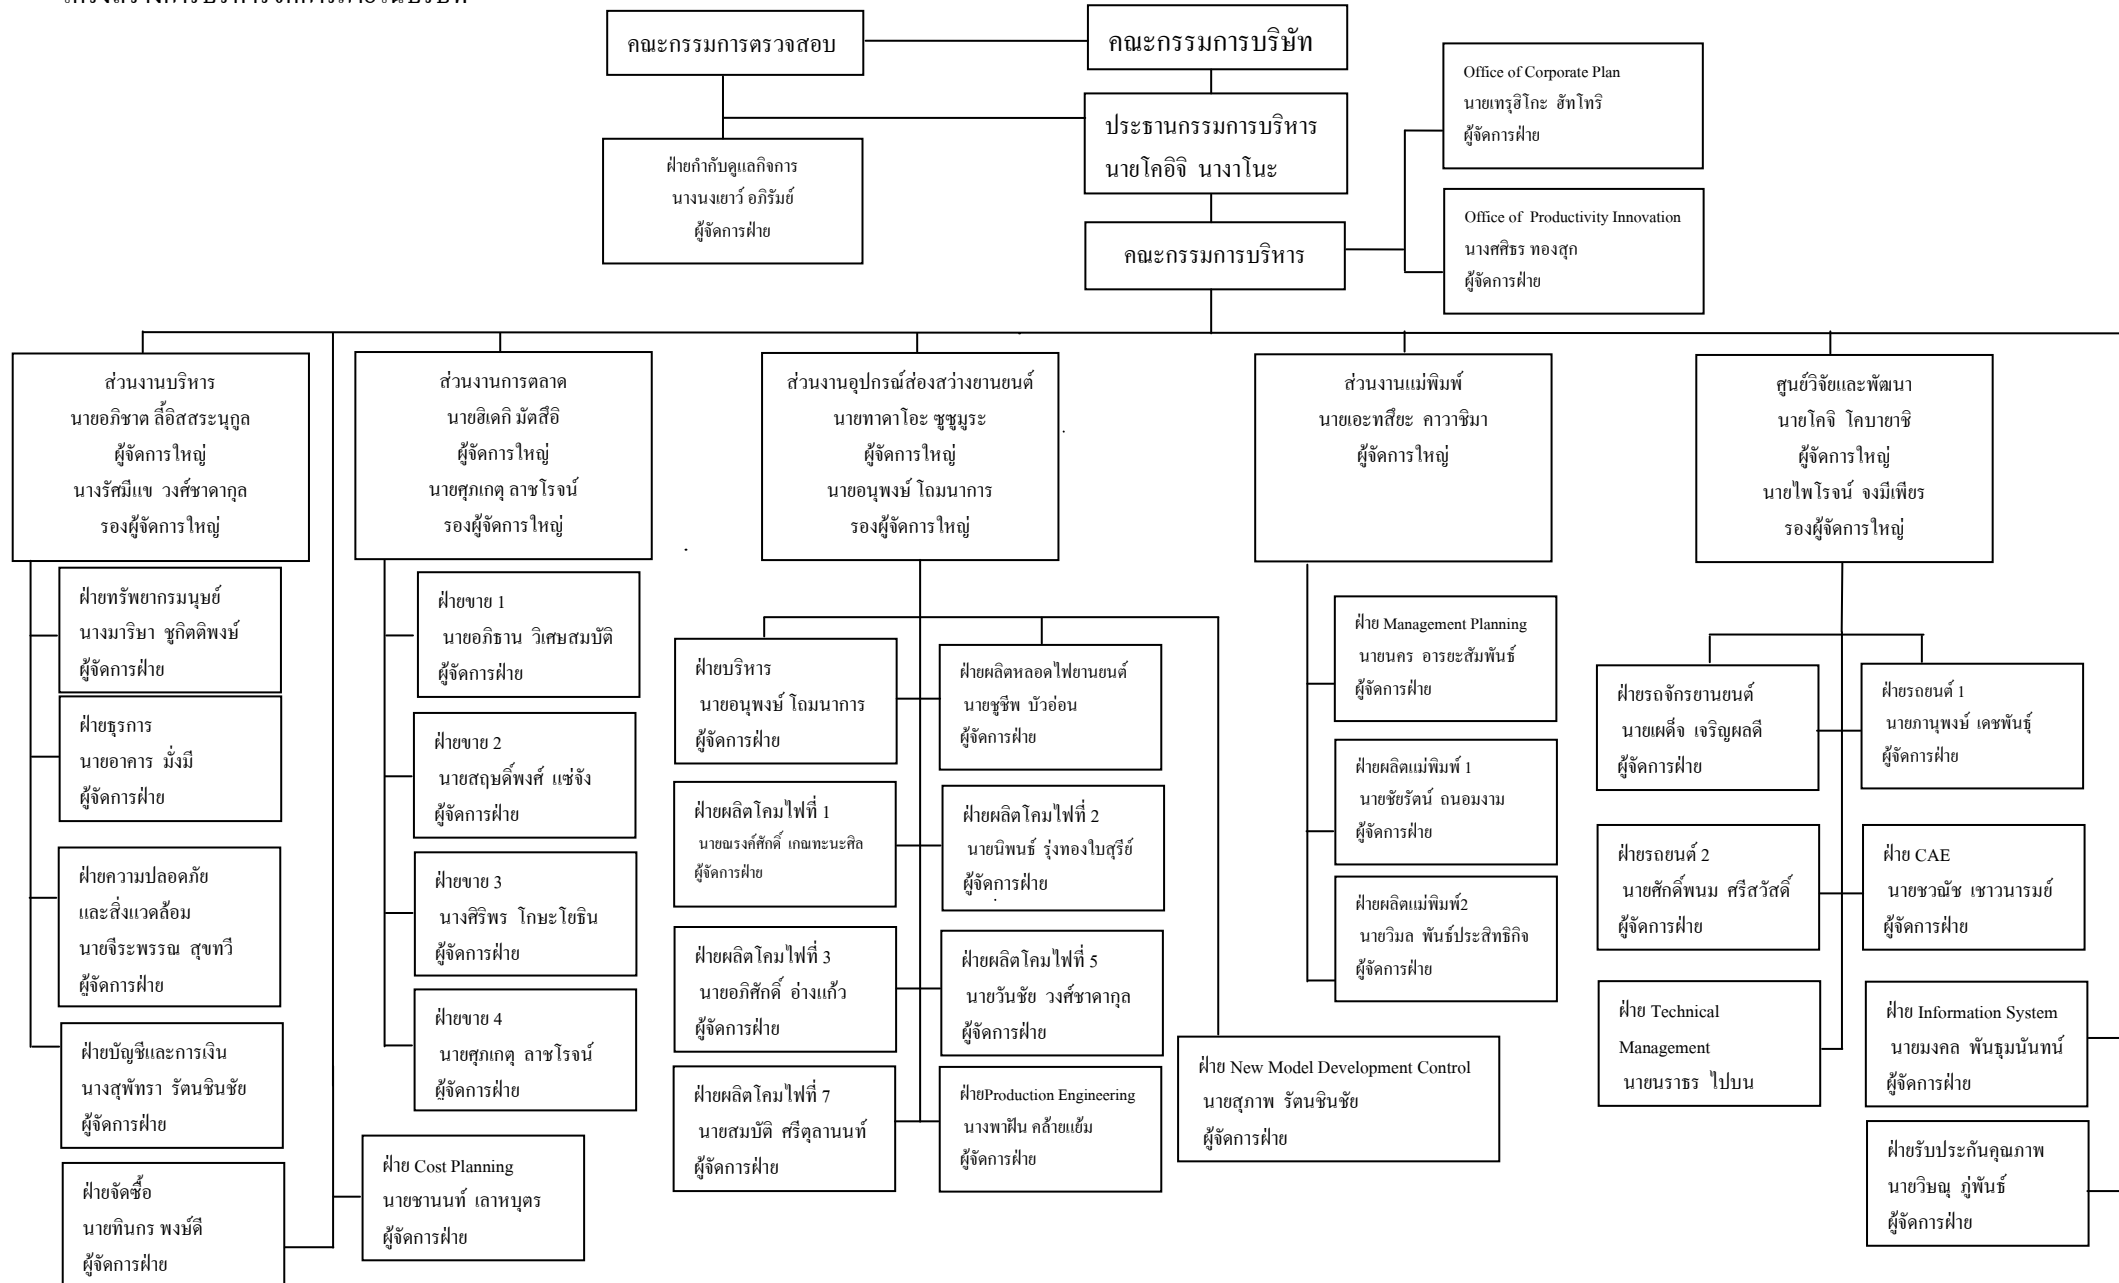 คณะกรรมการตรวจสอบ
คณะกรรมการบริษัท
Office of Corporate Plan
นายเทรุฮิโกะ ฮัทโทริ
ผู้จัดการฝ่าย
ประธานกรรมการบริหาร
นายโคอิจิ นางาโนะ
ฝ่ายกำกับดูแลกิจการ
นางนงเยาว์ อภิรัมย์
ผู้จัดการฝ่าย
Office of Productivity Innovation
นางศศิธร ทองสุก
ผู้จัดการฝ่าย
คณะกรรมการบริหาร
ส่วนงานบริหาร
นายอภิชาต ลี้อิสสระนุกูล
ผู้จัดการใหญ่
นางรัศมีแข วงศ์ชาดากุล
รองผู้จัดการใหญ่
ส่วนงานการตลาด
นายฮิเดกิ มัตสึอิ
ผู้จัดการใหญ่
นายศุภเกตุ ลาชโรจน์
รองผู้จัดการใหญ่
ส่วนงานอุปกรณ์ส่องสว่างยานยนต์
นายทาดาโอะ ซูซูมูระ
ผู้จัดการใหญ่
นายอนุพงษ์ โถมนาการ
รองผู้จัดการใหญ่
ส่วนงานแม่พิมพ์
นายเอะทสึยะ คาวาชิมา
ผู้จัดการใหญ่
ศูนย์วิจัยและพัฒนา
นายโคจิ โคบายาชิ
ผู้จัดการใหญ่
นายไพโรจน์ จงมีเพียร
รองผู้จัดการใหญ่
ฝ่ายทรัพยากรมนุษย์
นางมาริษา ชูกิตติพงษ์
ผู้จัดการฝ่าย
ฝ่ายธุรการ
นายอาคาร มั่งมี
ผู้จัดการฝ่าย
ฝ่ายความปลอดภัย
และสิ่งแวดล้อม
นายจีระพรรณ สุขทวี
ผู้จัดการฝ่าย
ฝ่ายบัญชีและการเงิน
นางสุพัทรา รัตนชินชัย
ผู้จัดการฝ่าย
ฝ่ายจัดซื้อ
นายทินกร พงษ์ดี
ผู้จัดการฝ่าย
ฝ่ายขาย 1
นายอภิธาน วิเศษสมบัติ
ผู้จัดการฝ่าย
ฝ่ายขาย 2
นายสฤษดิ์พงศ์ แซ่จัง
ผู้จัดการฝ่าย
ฝ่ายขาย 3
นางศิริพร โกษะโยธิน
ผู้จัดการฝ่าย
ฝ่ายขาย 4
นายศุภเกตุ ลาชโรจน์
ผู้จัดการฝ่าย
ฝ่าย Cost Planning
นายชานนท์ เลาหบุตร
ผู้จัดการฝ่าย
ฝ่ายบริหาร
นายอนุพงษ์ โถมนาการ
ผู้จัดการฝ่าย
ฝ่ายผลิตหลอดไฟยานยนต์
นายชูชีพ บัวอ่อน
ผู้จัดการฝ่าย
ฝ่ายผลิตโคมไฟที่ 1
นายณรงค์ศักดิ์ เกณทะนะศิล
ผู้จัดการฝ่าย
ฝ่ายผลิตโคมไฟที่ 2
นายนิพนธ์ รุ่งทองใบสุรีย์
ผู้จัดการฝ่าย
ฝ่ายผลิตโคมไฟที่ 3
นายอภิศักดิ์ อ่างแก้ว
ผู้จัดการฝ่าย
ฝ่ายผลิตโคมไฟที่ 5
นายวันชัย วงศ์ชาดากุล
ผู้จัดการฝ่าย
ฝ่ายผลิตโคมไฟที่ 7
นายสมบัติ ศรีตุลานนท์
ผู้จัดการฝ่าย
ฝ่ายProduction Engineering
นางพาฝัน คล้ายแย้ม
ผู้จัดการฝ่าย
ฝ่าย New Model Development Control
นายสุภาพ รัตนชินชัย
ผู้จัดการฝ่าย
ฝ่าย Management Planning
นายนคร อารยะสัมพันธ์
ผู้จัดการฝ่าย
ฝ่ายผลิตแม่พิมพ์ 1
นายชัยรัตน์ ถนอมงาม
ผู้จัดการฝ่าย
ฝ่ายผลิตแม่พิมพ์2
นายวิมล พันธ์ประสิทธิกิจ
ผู้จัดการฝ่าย
ฝ่ายรถจักรยานยนต์
นายเผด็จ เจริญผลดี
ผู้จัดการฝ่าย
ฝ่ายรถยนต์ 1
นายภานุพงษ์ เดชพันธุ์
ผู้จัดการฝ่าย
ฝ่ายรถยนต์ 2
นายศักดิ์พนม ศรีสวัสดิ์
ผู้จัดการฝ่าย
ฝ่าย CAE
นายชวณัช เชาวนารมย์
ผู้จัดการฝ่าย
ฝ่าย Technical
Management
นายนราธร ไปบน
ฝ่าย Information System
นายมงคล พันธุมนันทน์
ผู้จัดการฝ่าย
ฝ่ายรับประกันคุณภาพ
นายวิษณุ ภู่พันธ์
ผู้จัดการฝ่าย